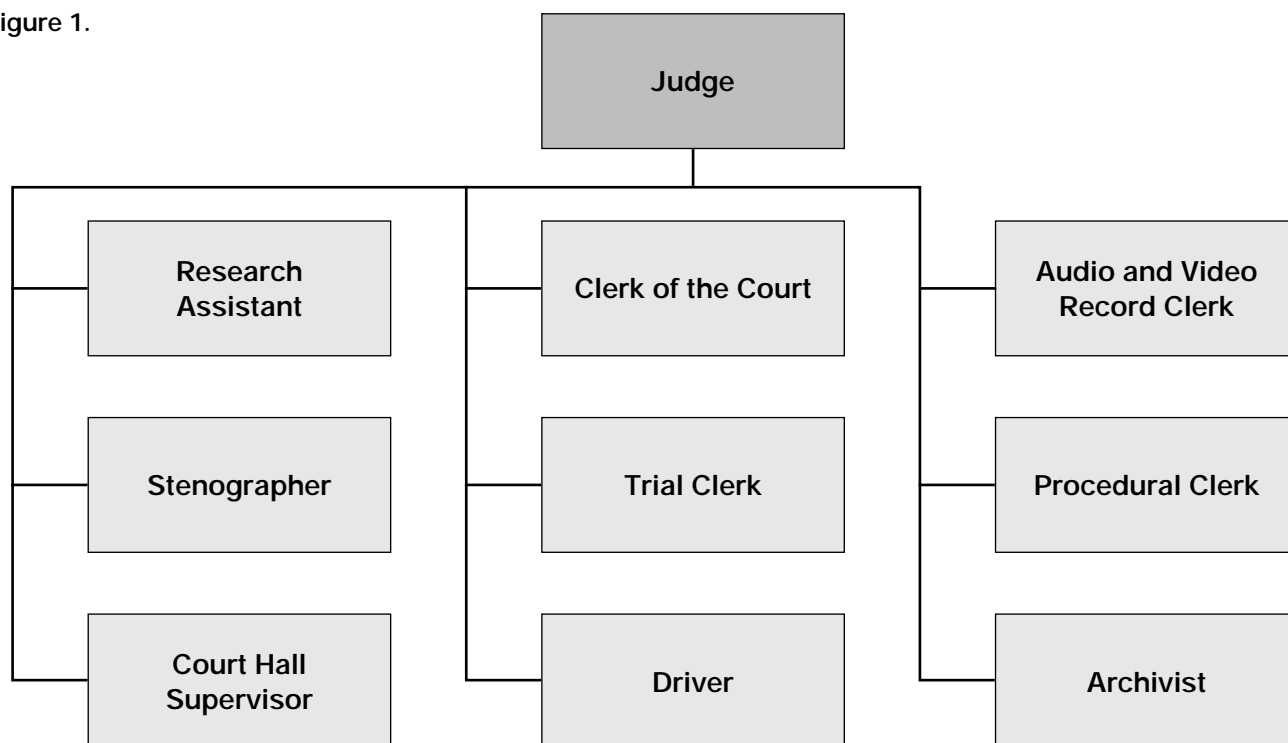 igure 1.
Judge
Research
Assistant
Clerk of the Court
Audio and Video
Record Clerk
Stenographer
Trial Clerk
Procedural Clerk
Court Hall
Supervisor
Driver
Archivist